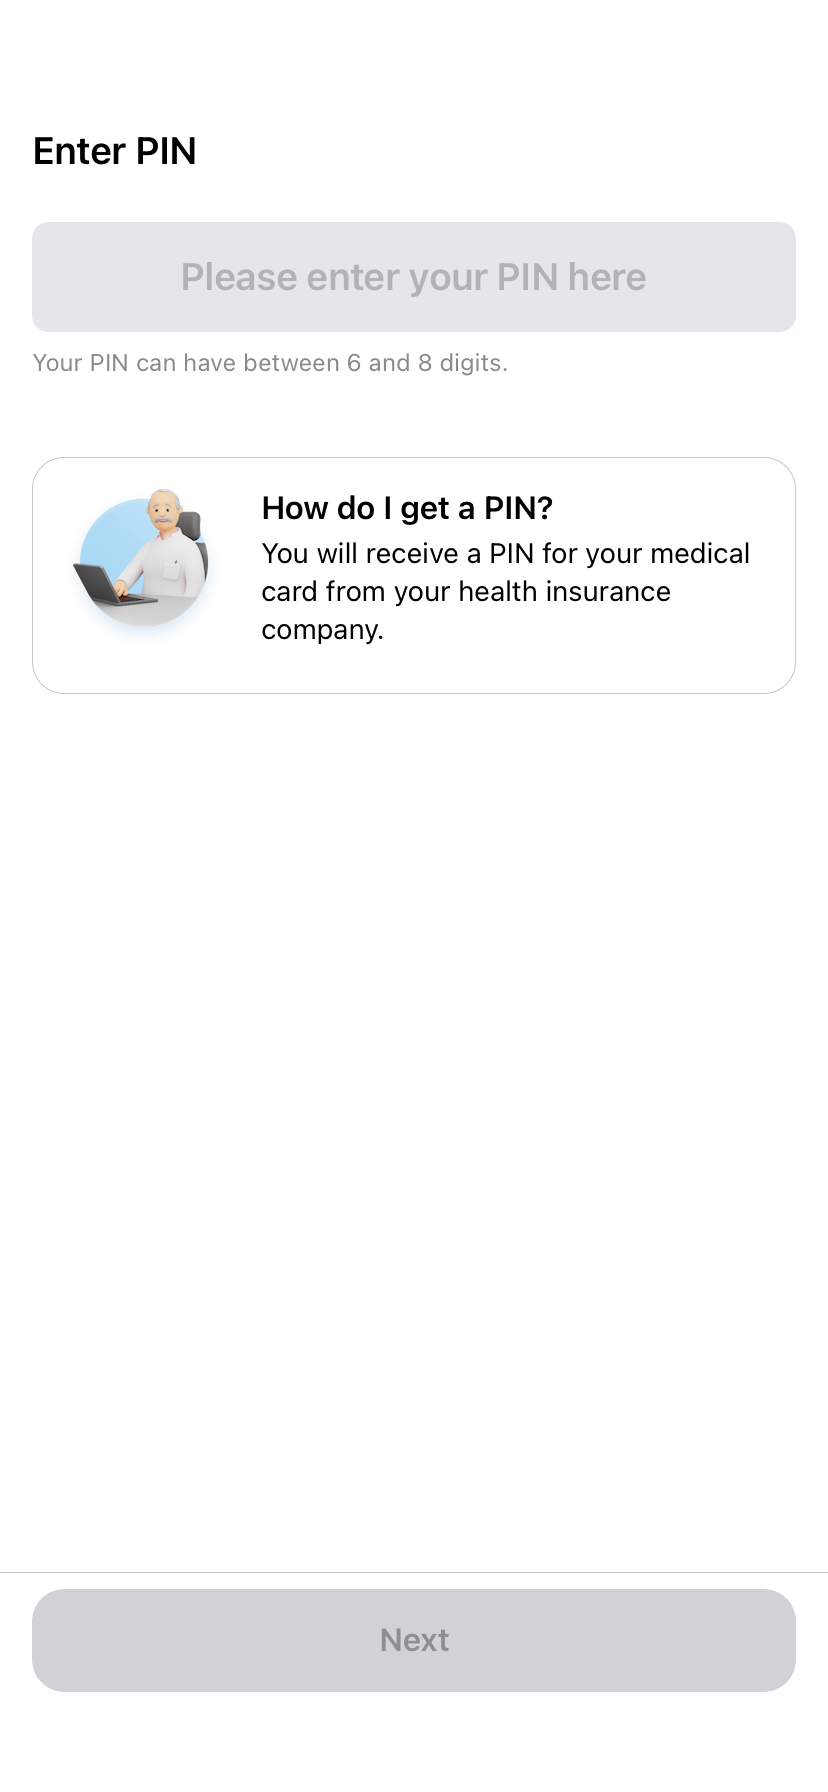 Enter PIN
Please enter your PIN here
Your PIN can have between 6 and 8 digits.
How do I get a PIN?
You will receive a PIN for your medical
card from your health insurance
company.
Next